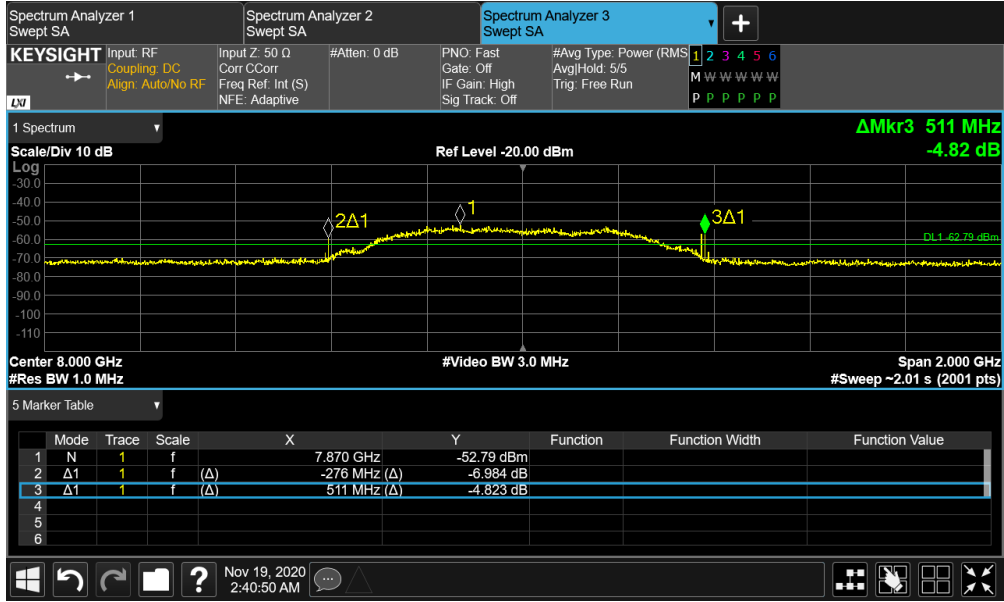 Spectrum Analyzer 1
Swept SA
Spectrum Analyzer 2
Swept SA
Spectrum Analyzer 3
Swept SA
KEYSIGHT
LXI
Input: RF
Coupling: DC
Align: Auto/No RF
Input Z: 50 Ω
Corr CCorr
Freq Ref: Int (S)
NFE: Adaptive
#Atten: 0 dB
PNO: Fast
Gate: Off
IF Gain: High
Sig Track: Off
#Avg Type: Power (RMS
Avg|Hold: 5/5
Trig: Free Run
1 2 3 4 5 6
M W W W W W
P P P P P P
1 Spectrum
ΔMkr3 511 MHz
Scale/Div 10 dB
Ref Level -20.00 dBm
-4.82 dB
Log
-30.0
-40.0
-50.0
-60.0
-70.0
-80.0
-90.0
-100
-110
2Δ1
1
3Δ1
DL1 -62.79 dBm
Center 8.000 GHz
#Video BW 3.0 MHz
Span 2.000 GHz
#Res BW 1.0 MHz
#Sweep ~2.01 s (2001 pts)
5 Marker Table
Mode Trace Scale X Y Function Function Width Function Value
1 N 1 f 7.870 GHz -52.79 dBm
2 Δ1 1 f (Δ) -276 MHz (Δ) -6.984 dB
3 Δ1 1 f (Δ) 511 MHz (Δ) -4.823 dB
4
5
6
?
Nov 19, 2020
2:40:50 AM